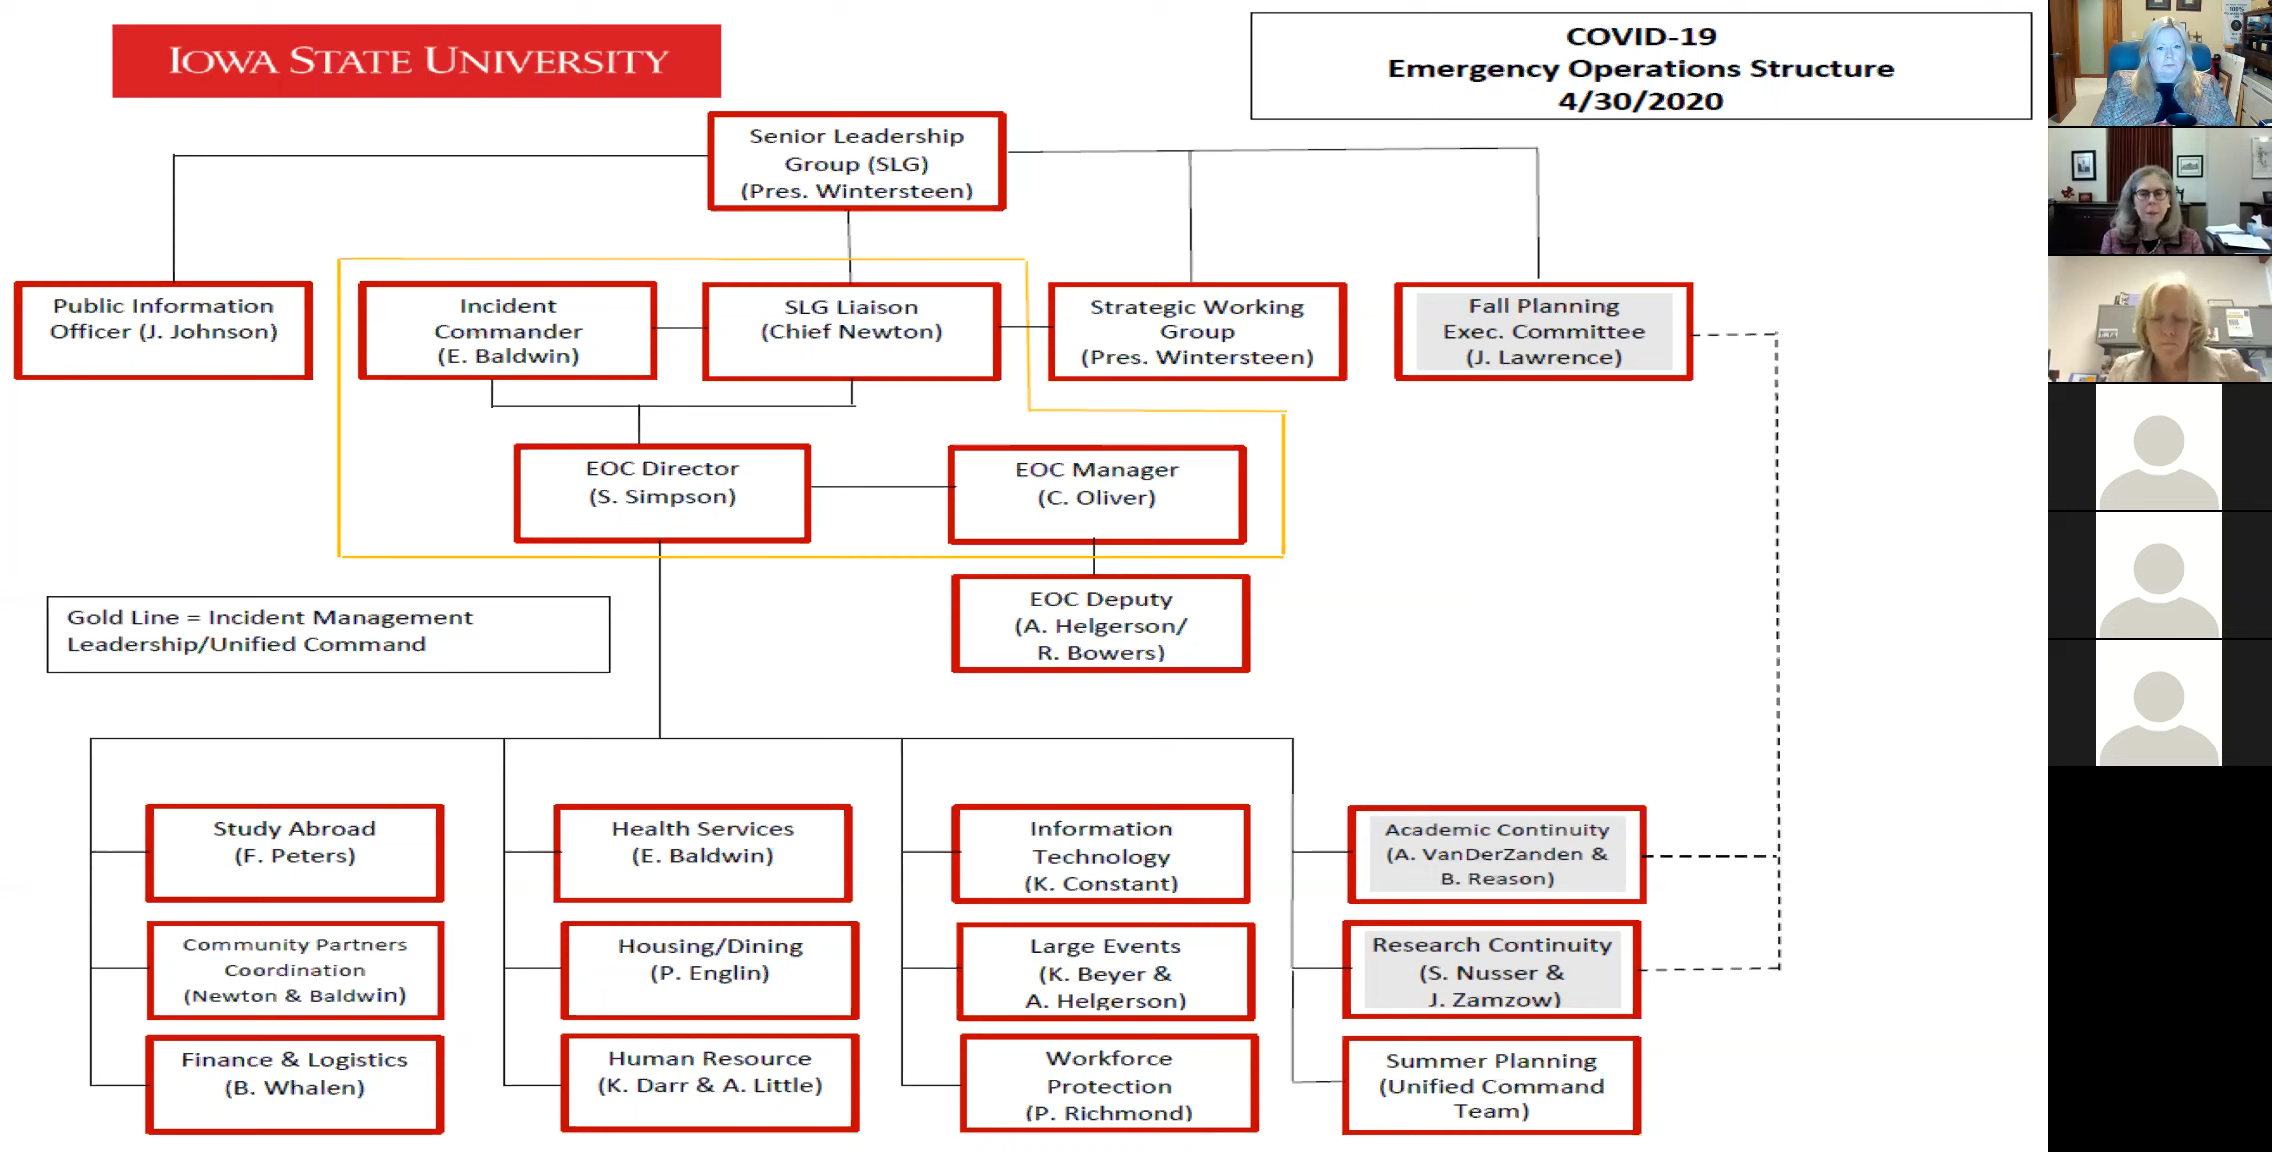 IOWA STATE UNIVERSITY
COVID-19
Emergency Operations Structure
4/30/2020
Senior Leadership
Group (SLG)
(Pres. Wintersteen)
Public Information
Officer (J. Johnson)
Incident
Commander
(E. Baldwin)
SLG Liaison
(Chief Newton)
Strategic Working
Group
(Pres. Wintersteen)
Fall Planning
Exec. Committee
(J. Lawrence)
EOC Director
(S. Simpson)
EOC Manager
(C. Oliver)
EOC Deputy
(A. Helgerson/
R. Bowers)
Gold Line = Incident Management
Leadership/Unified Command
Study Abroad
(F. Peters)
Health Services
(E. Baldwin)
Information
Technology
(K. Constant)
Academic Continuity
(A. VanDerZanden &
B. Reason)
Community Partners
Coordination
(Newton & Baldwin)
Housing/Dining
(P. Englin)
Large Events
(K. Beyer &
A. Helgerson)
Research Continuity
(S. Nusser &
J. Zamzow)
Finance & Logistics
(B. Whalen)
Human Resource
(K. Darr & A. Little)
Workforce
Protection
(P. Richmond)
Summer Planning
(Unified Command
Team)